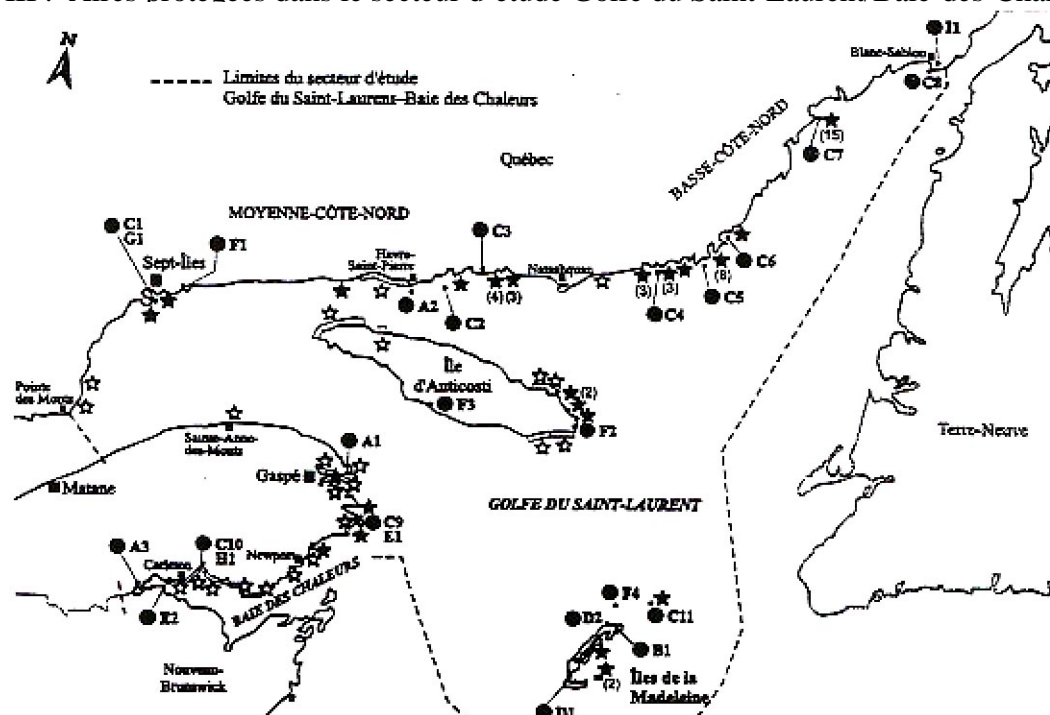 Aires protégées dans le secteur d'étude Golfe du Saint-Laurent/Baie des
N
Limites du secteur d'étude
Golfe du Saint-Laurent–Baie des Chaleurs
I1
Blanc-Sablon
C8
BASSE-CÔTE-NORD
(15)
C7
Québec
MOYENNE-CÔTE-NORD
C1
G1
F1
C3
Sept-Îles
Havre-
Saint-Pierre
Natashquan
C6
(8)
(4)
(3)
(3)
(3)
A2
C5
C2
C4
Île
d'Anticosti
Pointe
des Monts
(2)
F3
F2
Sainte-Anne-
des-Monts
A1
Terre-Neuve
Gaspé
Matane
GOLFE DU SAINT-LAURENT
C9
E1
A3
C10
H1
Newport
Carleton
BAIE DES CHALEURS
F4
E2
D2
C11
B1
Nouveau-
Brunswick
(2)
Îles de la
Madeleine
D1